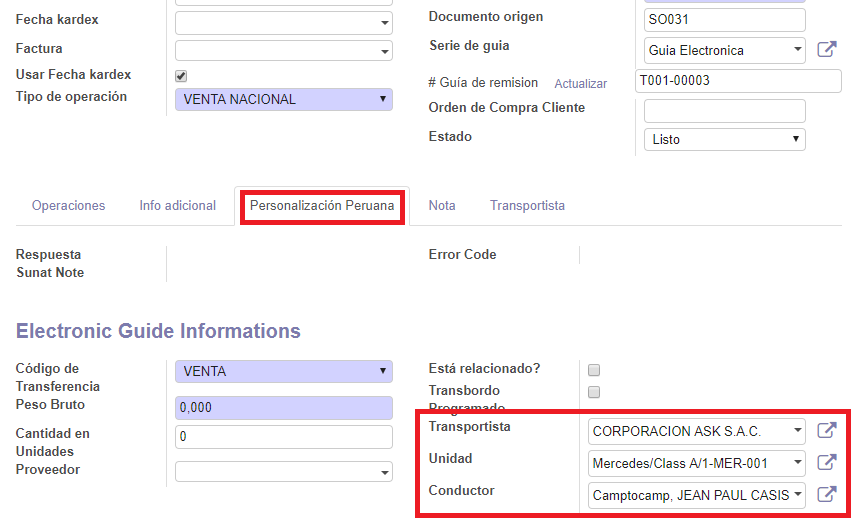 Fecha kardex
Factura
Usar Fecha kardex
Tipo de operación VENTA NACIONAL
Documento origen SO031
Serie de guia Guia Electronica
# Guía de remision Actualizar T001-00003
Orden de Compra Cliente
Estado Listo
Operaciones Info adicional Personalización Peruana Nota Transportista
Respuesta
Sunat Note
Error Code
Electronic Guide Informations
Código de
Transferencia
VENTA
Peso Bruto 0,000
Cantidad en
Unidades
0
Proveedor
Está relacionado?
Transbordo
Programado
Transportista CORPORACION ASK S.A.C.
Unidad Mercedes/Class A/1-MER-001
Conductor Camptocamp, JEAN PAUL CASIS